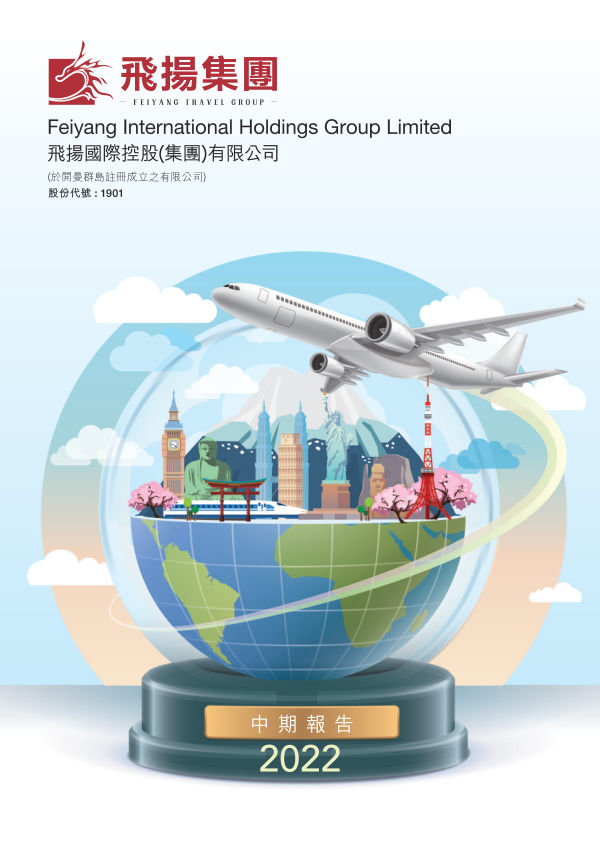 飛揚集團
FEIYANG TRAVEL GROUP
Feiyang International Holdings Group Limited
飛揚國際控股(集團)有限公司
(於開曼群島註冊成立之有限公司)
股份代號 : 1901
中期報告
2022